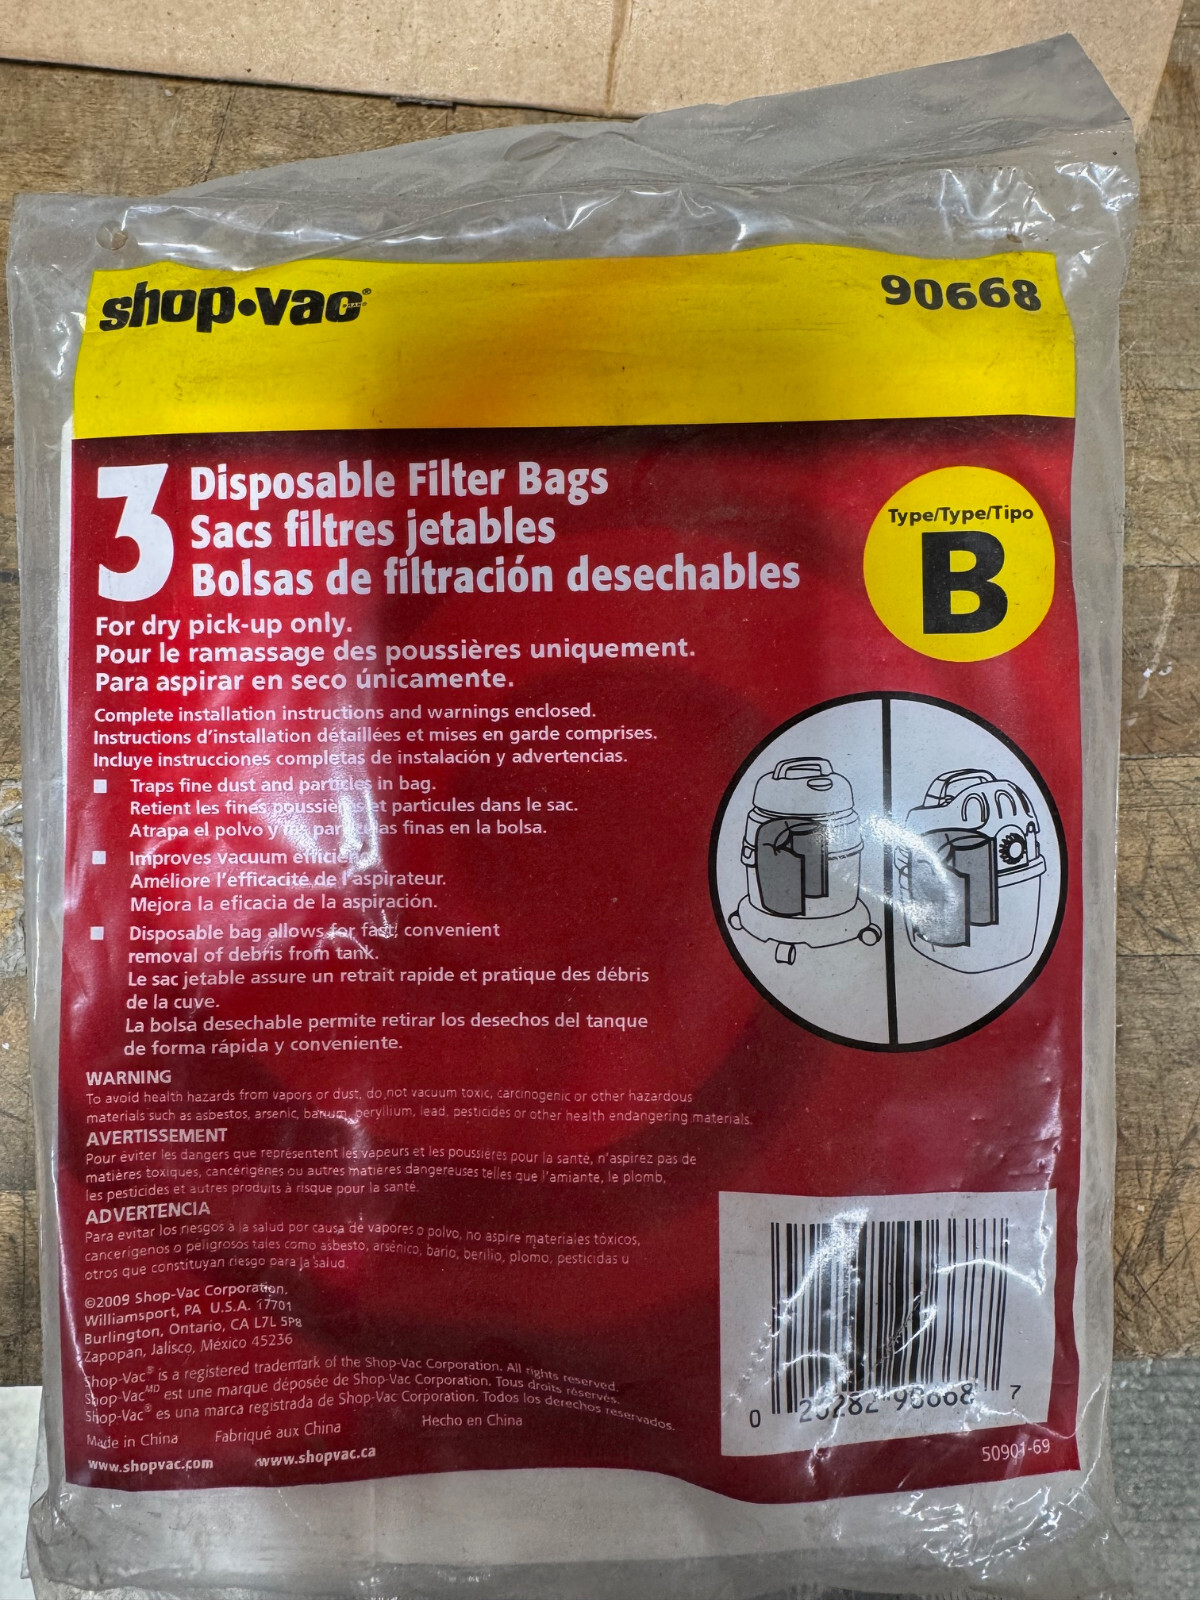 shop•vac®
BRAND
90668
3
Disposable Filter Bags
Sacs filtres jetables
Bolsas de filtración desechables
Type/Type/Tipo
B
For dry pick-up only.
Pour le ramassage des poussières uniquement.
Para aspirar en seco únicamente.
Complete installation instructions and warnings enclosed.
Instructions d'installation détaillées et mises en garde comprises.
Incluye instrucciones completas de instalación y advertencias.
■ Traps fine dust and particles in bag.
Retient les fines poussières et particules dans le sac.
Atrapa el polvo y las partículas finas en la bolsa.
■ Improves vacuum
Améliore l'efficacité de l'aspirateur.
Mejora la eficacia de la aspiración.
■ Disposable bag allows for fast, convenient
removal of debris from tank.
Le sac jetable assure un retrait rapide et pratique des débris
de la cuve.
La bolsa desechable permite retirar los desechos del tanque
de forma rápida y conveniente.
WARNING
To avoid health hazards from vapors or dust, do not vacuum toxic, carcinogenic or other hazardous
materials such as asbestos, arsenic, barium, beryllium, lead, pesticides or other health endangering materials.
AVERTISSEMENT
Pour éviter les dangers que représentent les vapeurs et les poussières pour la santé, n'aspirez pas de
matières toxiques, cancérigènes ou autres matières dangereuses telles que l'amiante, le plomb,
les pesticides et autres produits à risque pour la santé.
ADVERTENCIA
Para evitar los riesgos a la salud por causa de vapores o polvo, no aspire materiales tóxicos,
cancerígenos o peligrosos tales como asbesto, arsénico, bario, berilio, plomo, pesticidas u
otros que constituyan riesgo para la salud.
©2009 Shop-Vac Corporation.
Williamsport, PA U.S.A. 17701
Burlington, Ontario, CA L7L 5P8
Zapopan, Jalisco, México 45236
Shop-Vac® is a registered trademark of the Shop-Vac Corporation. All rights reserved.
Shop-Vac MD est une marque déposée de Shop-Vac Corporation. Tous droits réservés.
Shop-Vac® es una marca registrada de Shop-Vac Corporation. Todos los derechos reservados.
Made in China Fabriqué aux China Hecho en China
www.shopvac.com www.shopvac.ca
0 26282 90668 7
50901-69